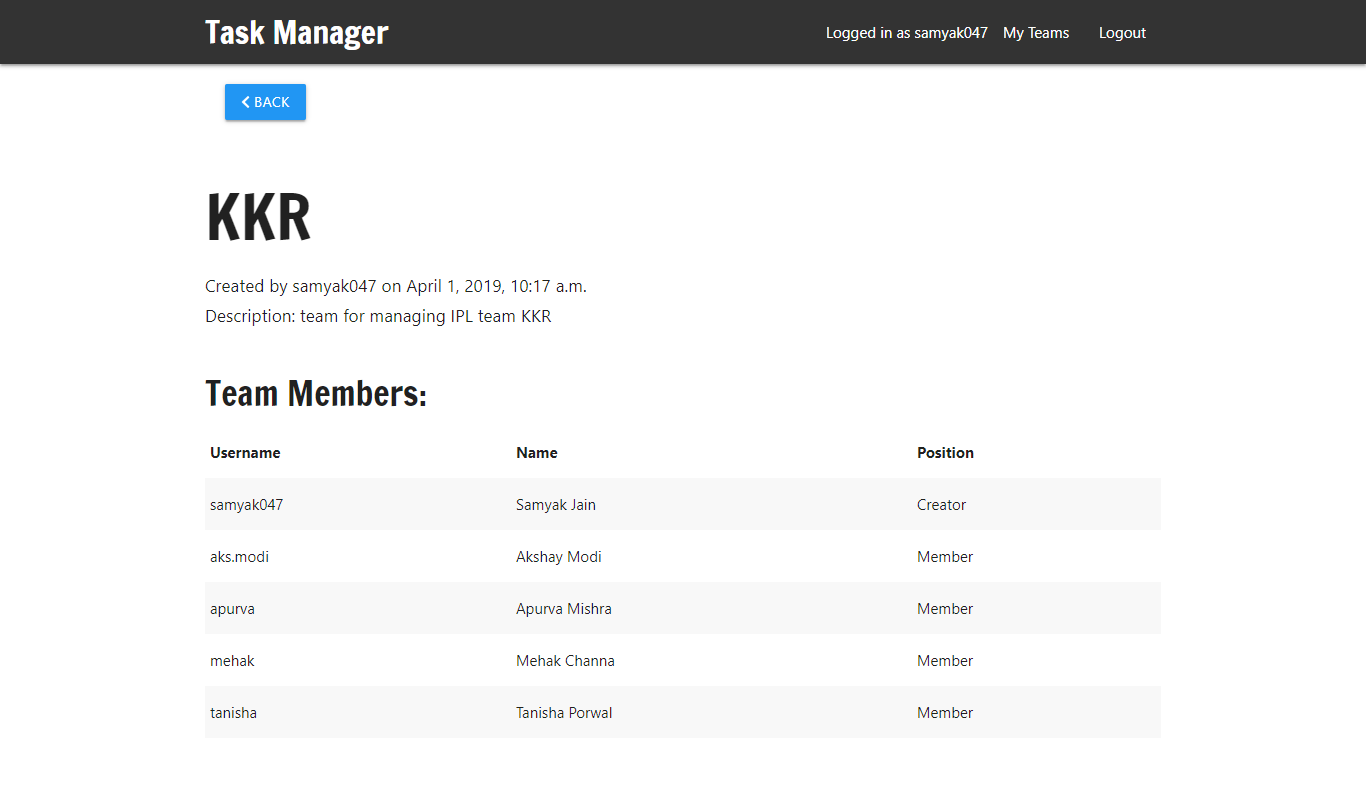 Task Manager Logged in as samyak047 My Teams Logout
BACK
KKR
Created by samyak047 on April 1, 2019, 10:17 a.m.
Description: team for managing IPL team KKR
Team Members:
Username Name Position
samyak047 Samyak Jain Creator
aks.modi Akshay Modi Member
apurva Apurva Mishra Member
mehak Mehak Channa Member
tanisha Tanisha Porwal Member